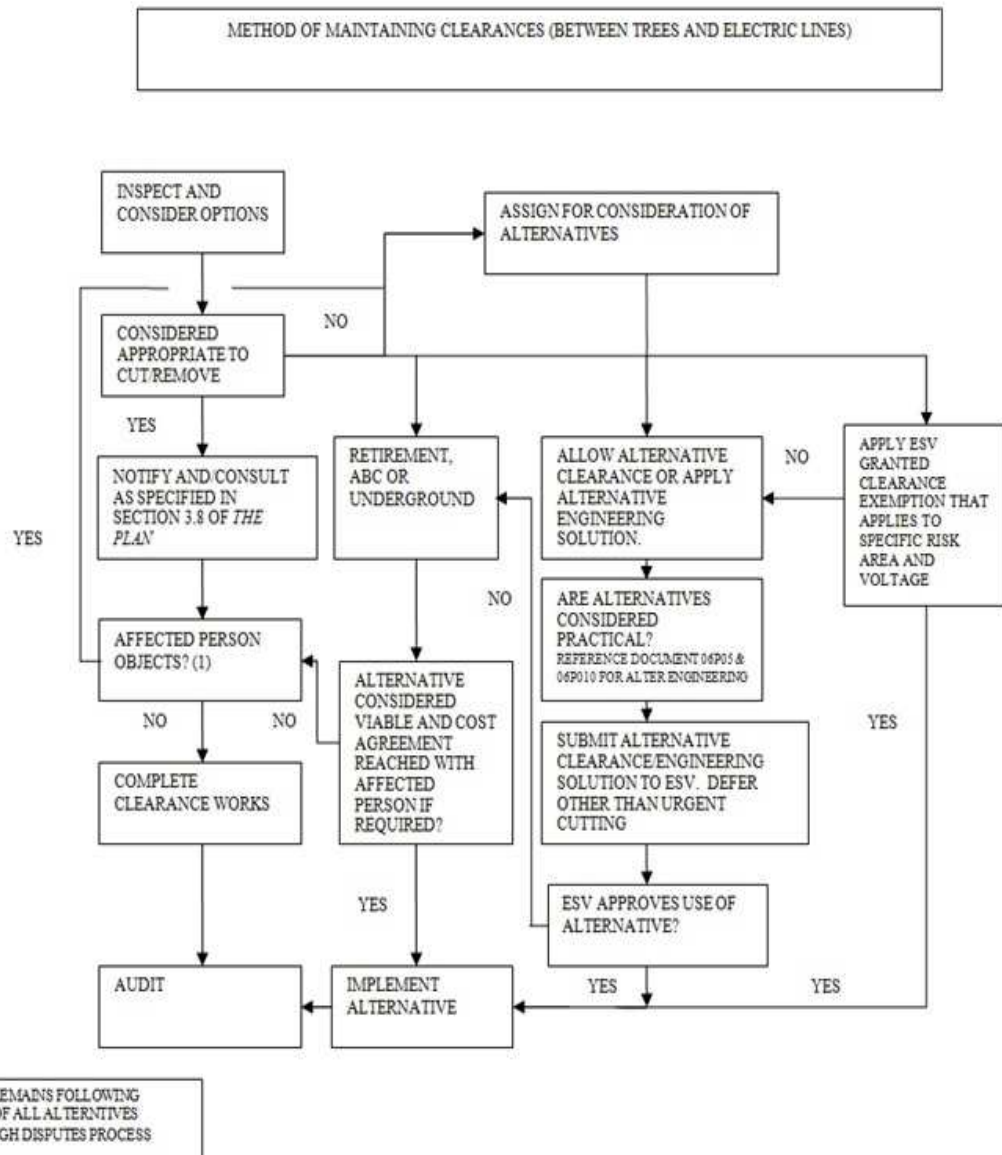 METHOD OF MAINTAINING CLEARANCES (BETWEEN TREES AND ELECTRIC LINES)
INSPECT AND
CONSIDER OPTIONS
ASSIGN FOR CONSIDERATION OF
ALTERNATIVES
NO
CONSIDERED
APPROPRIATE TO
CUT/REMOVE
YES
NOTIFY AND/CONSULT
AS SPECIFIED IN
SECTION 3.8 OF THE
PLAN
YES
RETIREMENT,
ABC OR
UNDERGROUND
ALLOW ALTERNATIVE
CLEARANCE OR APPLY
ALTERNATIVE
ENGINEERING
SOLUTION.
NO
APPLY ESV
GRANTED
CLEARANCE
EXEMPTION THAT
APPLIES TO
SPECIFIC RISK
AREA AND
VOLTAGE
NO
ARE ALTERNATIVES
CONSIDERED
PRACTICAL?
REFERENCE DOCUMENT 06P05 &
06P010 FOR ALTER ENGINEERING
AFFECTED PERSON
OBJECTS? (1)
NO
NO
ALTERNATIVE
CONSIDERED
VIABLE AND COST
AGREEMENT
REACHED WITH
AFFECTED
PERSON IF
REQUIRED?
YES
SUBMIT ALTERNATIVE
CLEARANCE/ENGINEERING
SOLUTION TO ESV. DEFER
OTHER THAN URGENT
CUTTING
COMPLETE
CLEARANCE WORKS
YES
ESV APPROVES USE OF
ALTERNATIVE?
AUDIT
IMPLEMENT
ALTERNATIVE
YES
YES
EMAINS FOLLOWING
OF ALL ALTERNTIVES
GH DISPUTES PROCESS